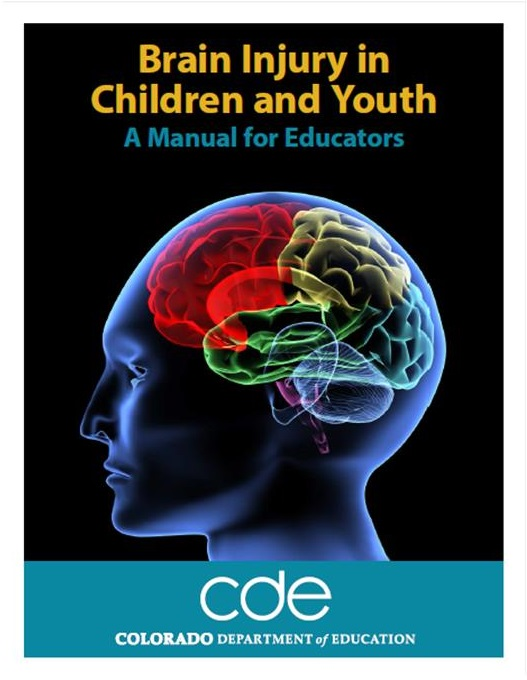 Brain Injury in
Children and Youth
A Manual for Educators
cde
COLORADO DEPARTMENT of EDUCATION